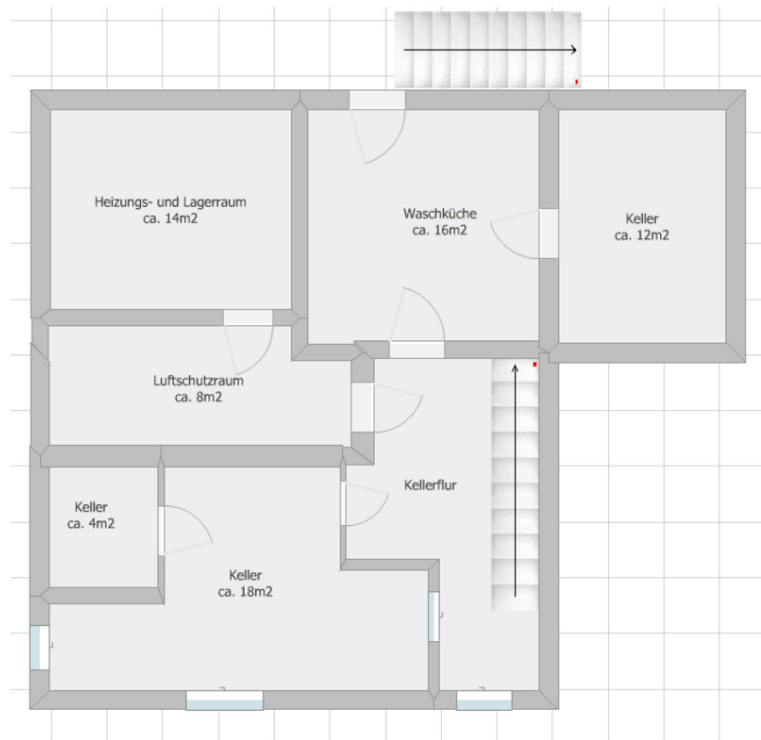 Heizungs- und Lagerraum
ca. 14m2
Waschküche
ca. 16m2
Keller
ca. 12m2
Luftschutzraum
ca. 8m2
Kellerflur
Keller
ca. 4m2
Keller
ca. 18m2